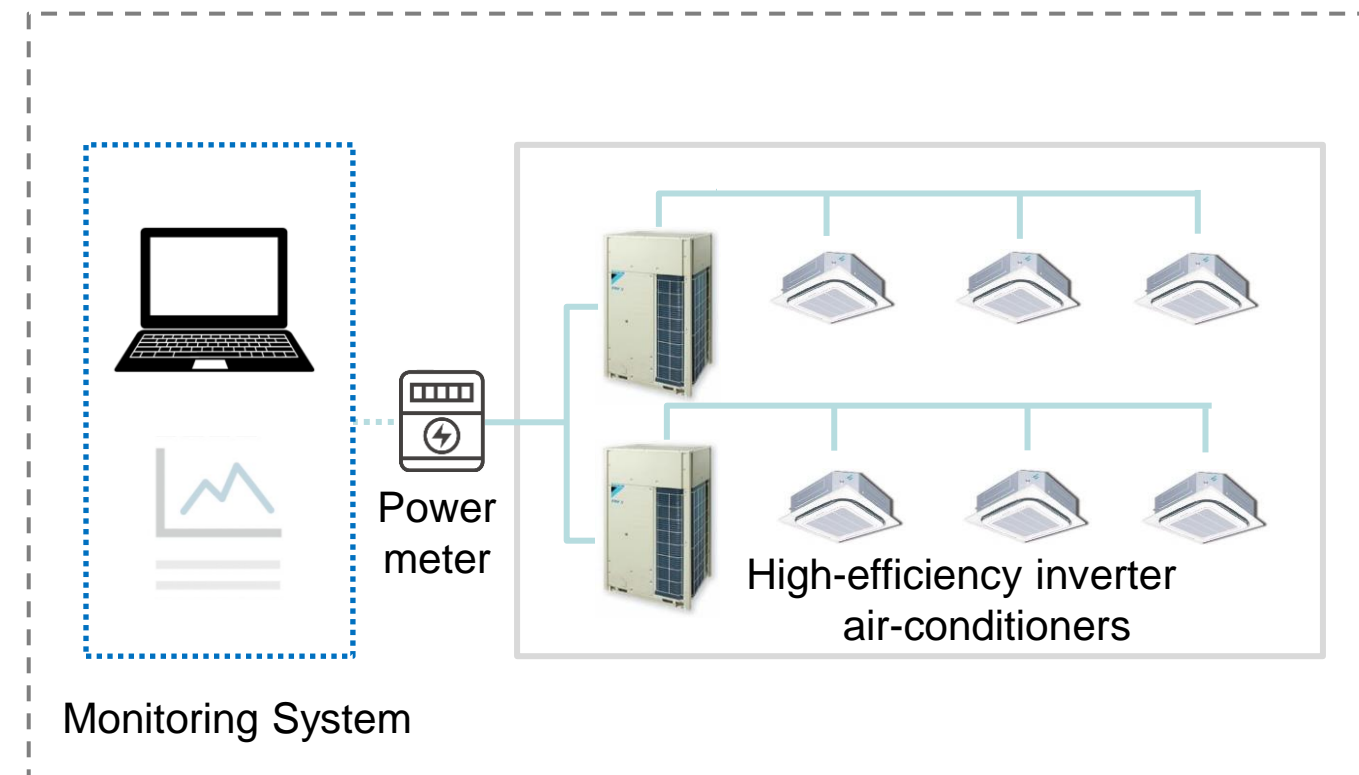 Power
meter
High-efficiency inverter
air-conditioners
Monitoring System